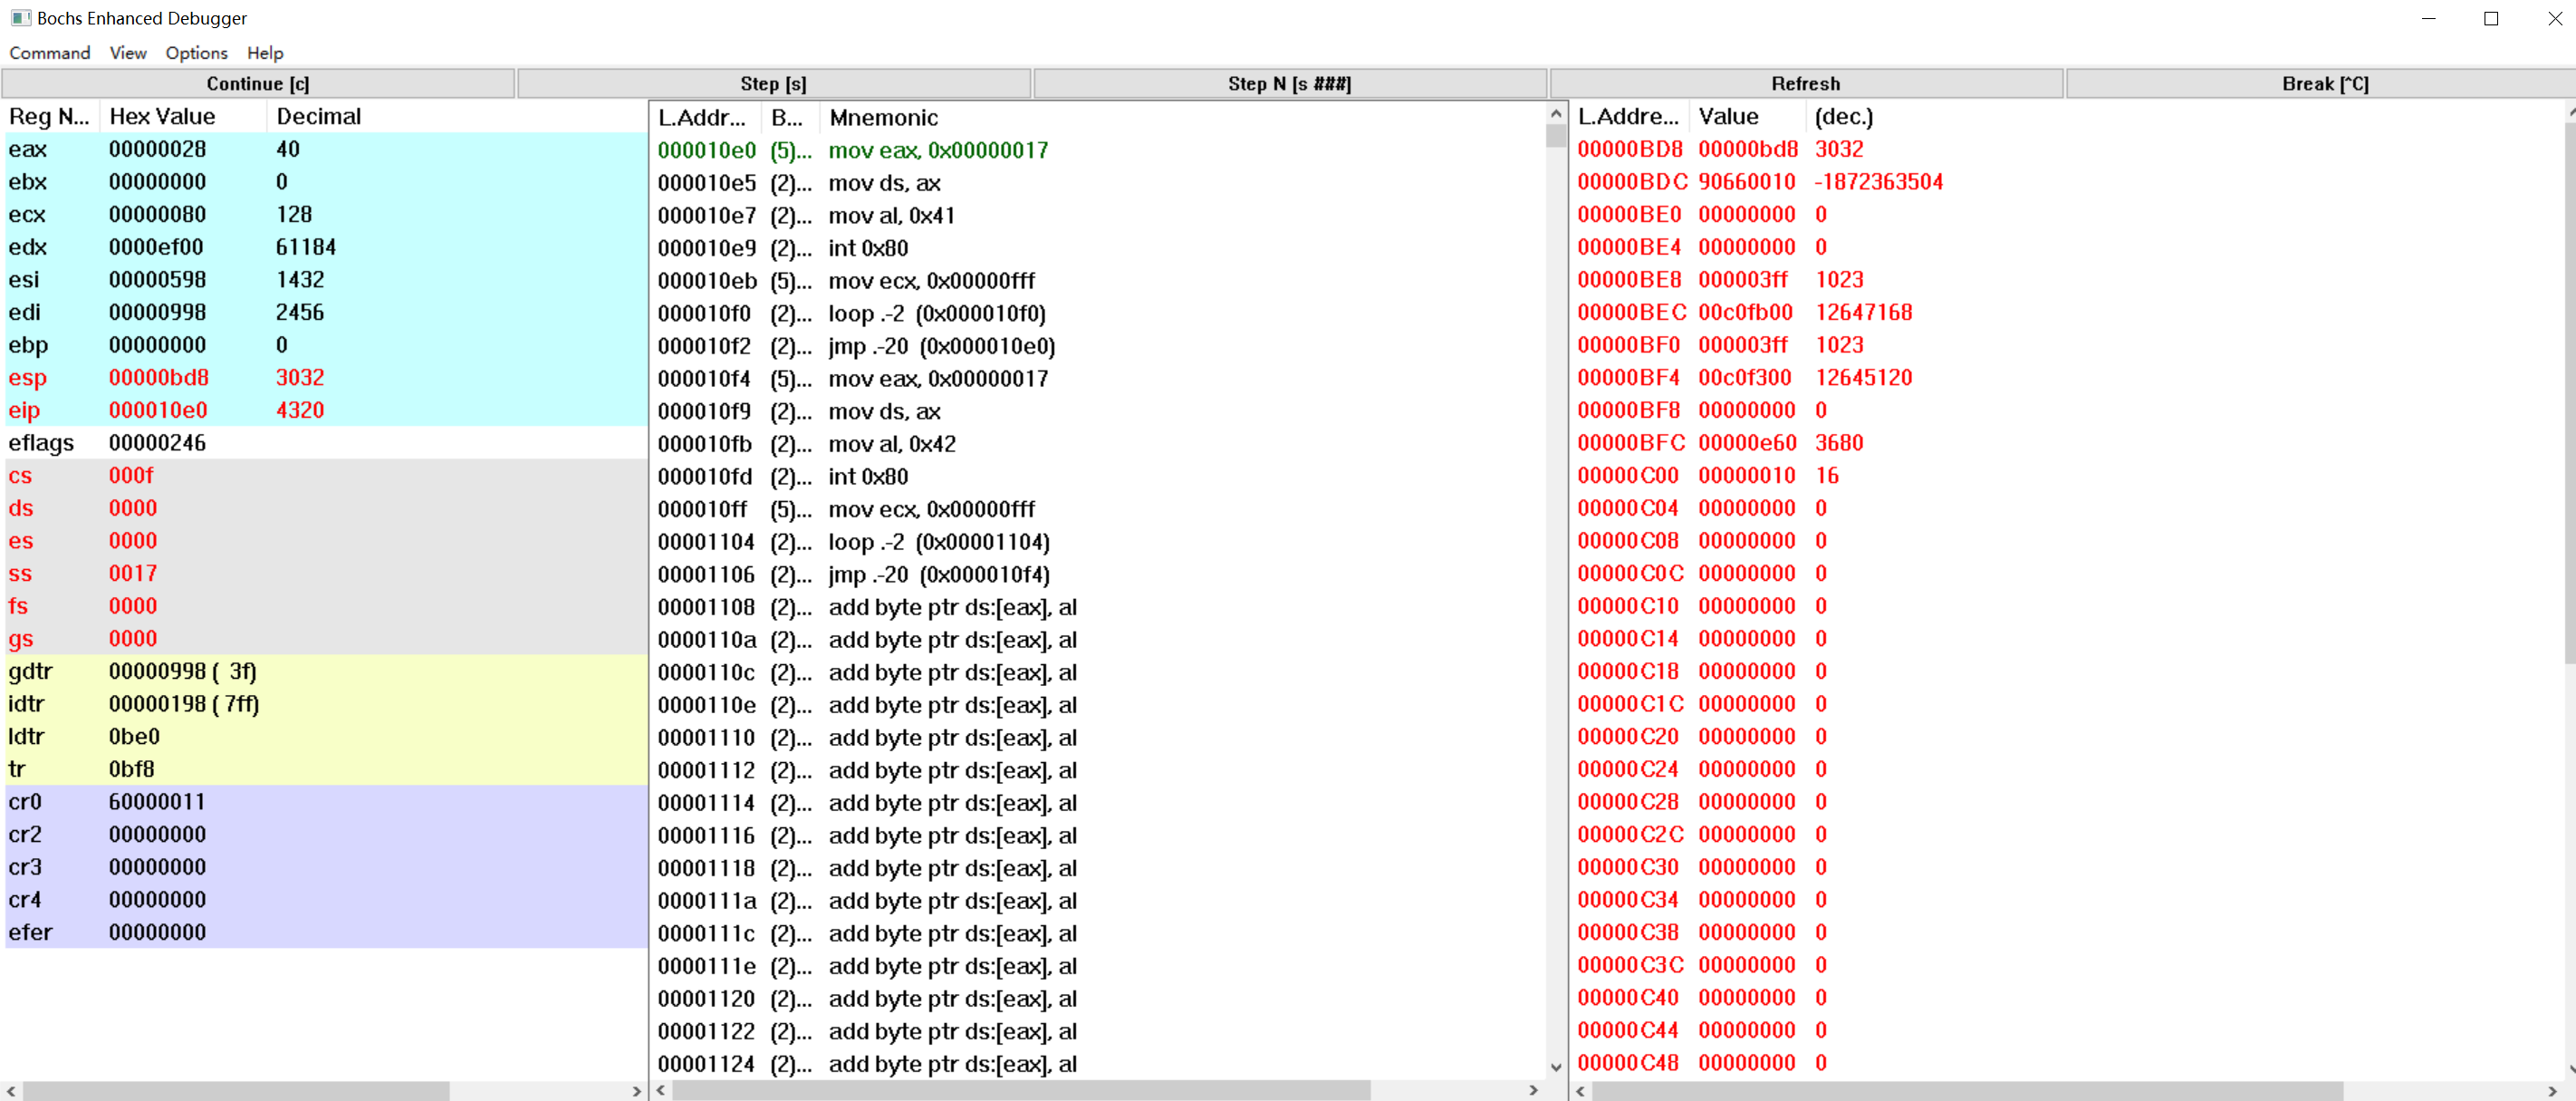 Bochs Enhanced Debugger
Command View Options Help
Continue [c] Step [s] Step N [s ###] Refresh Break [^C]
Reg N... Hex Value Decimal
eax 00000028 40
ebx 00000000 0
ecx 00000080 128
edx 0000ef00 61184
esi 00000598 1432
edi 00000998 2456
ebp 00000000 0
esp 00000bd8 3032
eip 000010e0 4320
eflags 00000246
cs 000f
ds 0000
es 0000
ss 0017
fs 0000
gs 0000
gdtr 00000998 ( 3f)
idtr 00000198 ( 7ff)
ldtr 0be0
tr 0bf8
cr0 60000011
cr2 00000000
cr3 00000000
cr4 00000000
efer 00000000
L.Addr... B... Mnemonic
000010e0 (5)... mov eax, 0x00000017
000010e5 (2)... mov ds, ax
000010e7 (2)... mov al, 0x41
000010e9 (2)... int 0x80
000010eb (5)... mov ecx, 0x00000fff
000010f0 (2)... loop .-2 (0x000010f0)
000010f2 (2)... jmp .-20 (0x000010e0)
000010f4 (5)... mov eax, 0x00000017
000010f9 (2)... mov ds, ax
000010fb (2)... mov al, 0x42
000010fd (2)... int 0x80
000010ff (5)... mov ecx, 0x00000fff
00001104 (2)... loop .-2 (0x00001104)
00001106 (2)... jmp .-20 (0x000010f4)
00001108 (2)... add byte ptr ds:[eax], al
0000110a (2)... add byte ptr ds:[eax], al
0000110c (2)... add byte ptr ds:[eax], al
0000110e (2)... add byte ptr ds:[eax], al
00001110 (2)... add byte ptr ds:[eax], al
00001112 (2)... add byte ptr ds:[eax], al
00001114 (2)... add byte ptr ds:[eax], al
00001116 (2)... add byte ptr ds:[eax], al
00001118 (2)... add byte ptr ds:[eax], al
0000111a (2)... add byte ptr ds:[eax], al
0000111c (2)... add byte ptr ds:[eax], al
0000111e (2)... add byte ptr ds:[eax], al
00001120 (2)... add byte ptr ds:[eax], al
00001122 (2)... add byte ptr ds:[eax], al
00001124 (2)... add byte ptr ds:[eax], al
L.Addre... Value (dec.)
00000BD8 00000bd8 3032
00000BDC 90660010 -1872363504
00000BE0 00000000 0
00000BE4 00000000 0
00000BE8 000003ff 1023
00000BEC 00c0fb00 12647168
00000BF0 000003ff 1023
00000BF4 00c0f300 12645120
00000BF8 00000000 0
00000BFC 00000e60 3680
00000C00 00000010 16
00000C04 00000000 0
00000C08 00000000 0
00000C0C 00000000 0
00000C10 00000000 0
00000C14 00000000 0
00000C18 00000000 0
00000C1C 00000000 0
00000C20 00000000 0
00000C24 00000000 0
00000C28 00000000 0
00000C2C 00000000 0
00000C30 00000000 0
00000C34 00000000 0
00000C38 00000000 0
00000C3C 00000000 0
00000C40 00000000 0
00000C44 00000000 0
00000C48 00000000 0